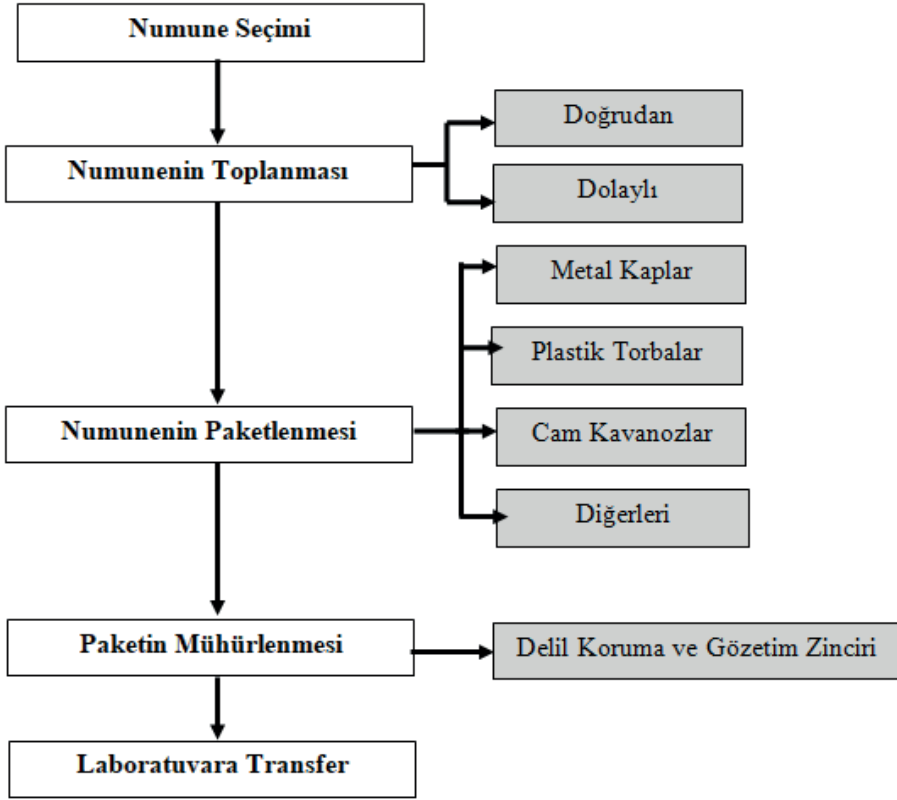 Numune Seçimi
Doğrudan
Numunenin Toplanması
Dolaylı
Metal Kaplar
Plastik Torbalar
Numunenin Paketlenmesi
Cam Kavanozlar
Diğerleri
Paketin Mühürlenmesi
Delil Koruma ve Gözetim Zinciri
Laboratuvara Transfer